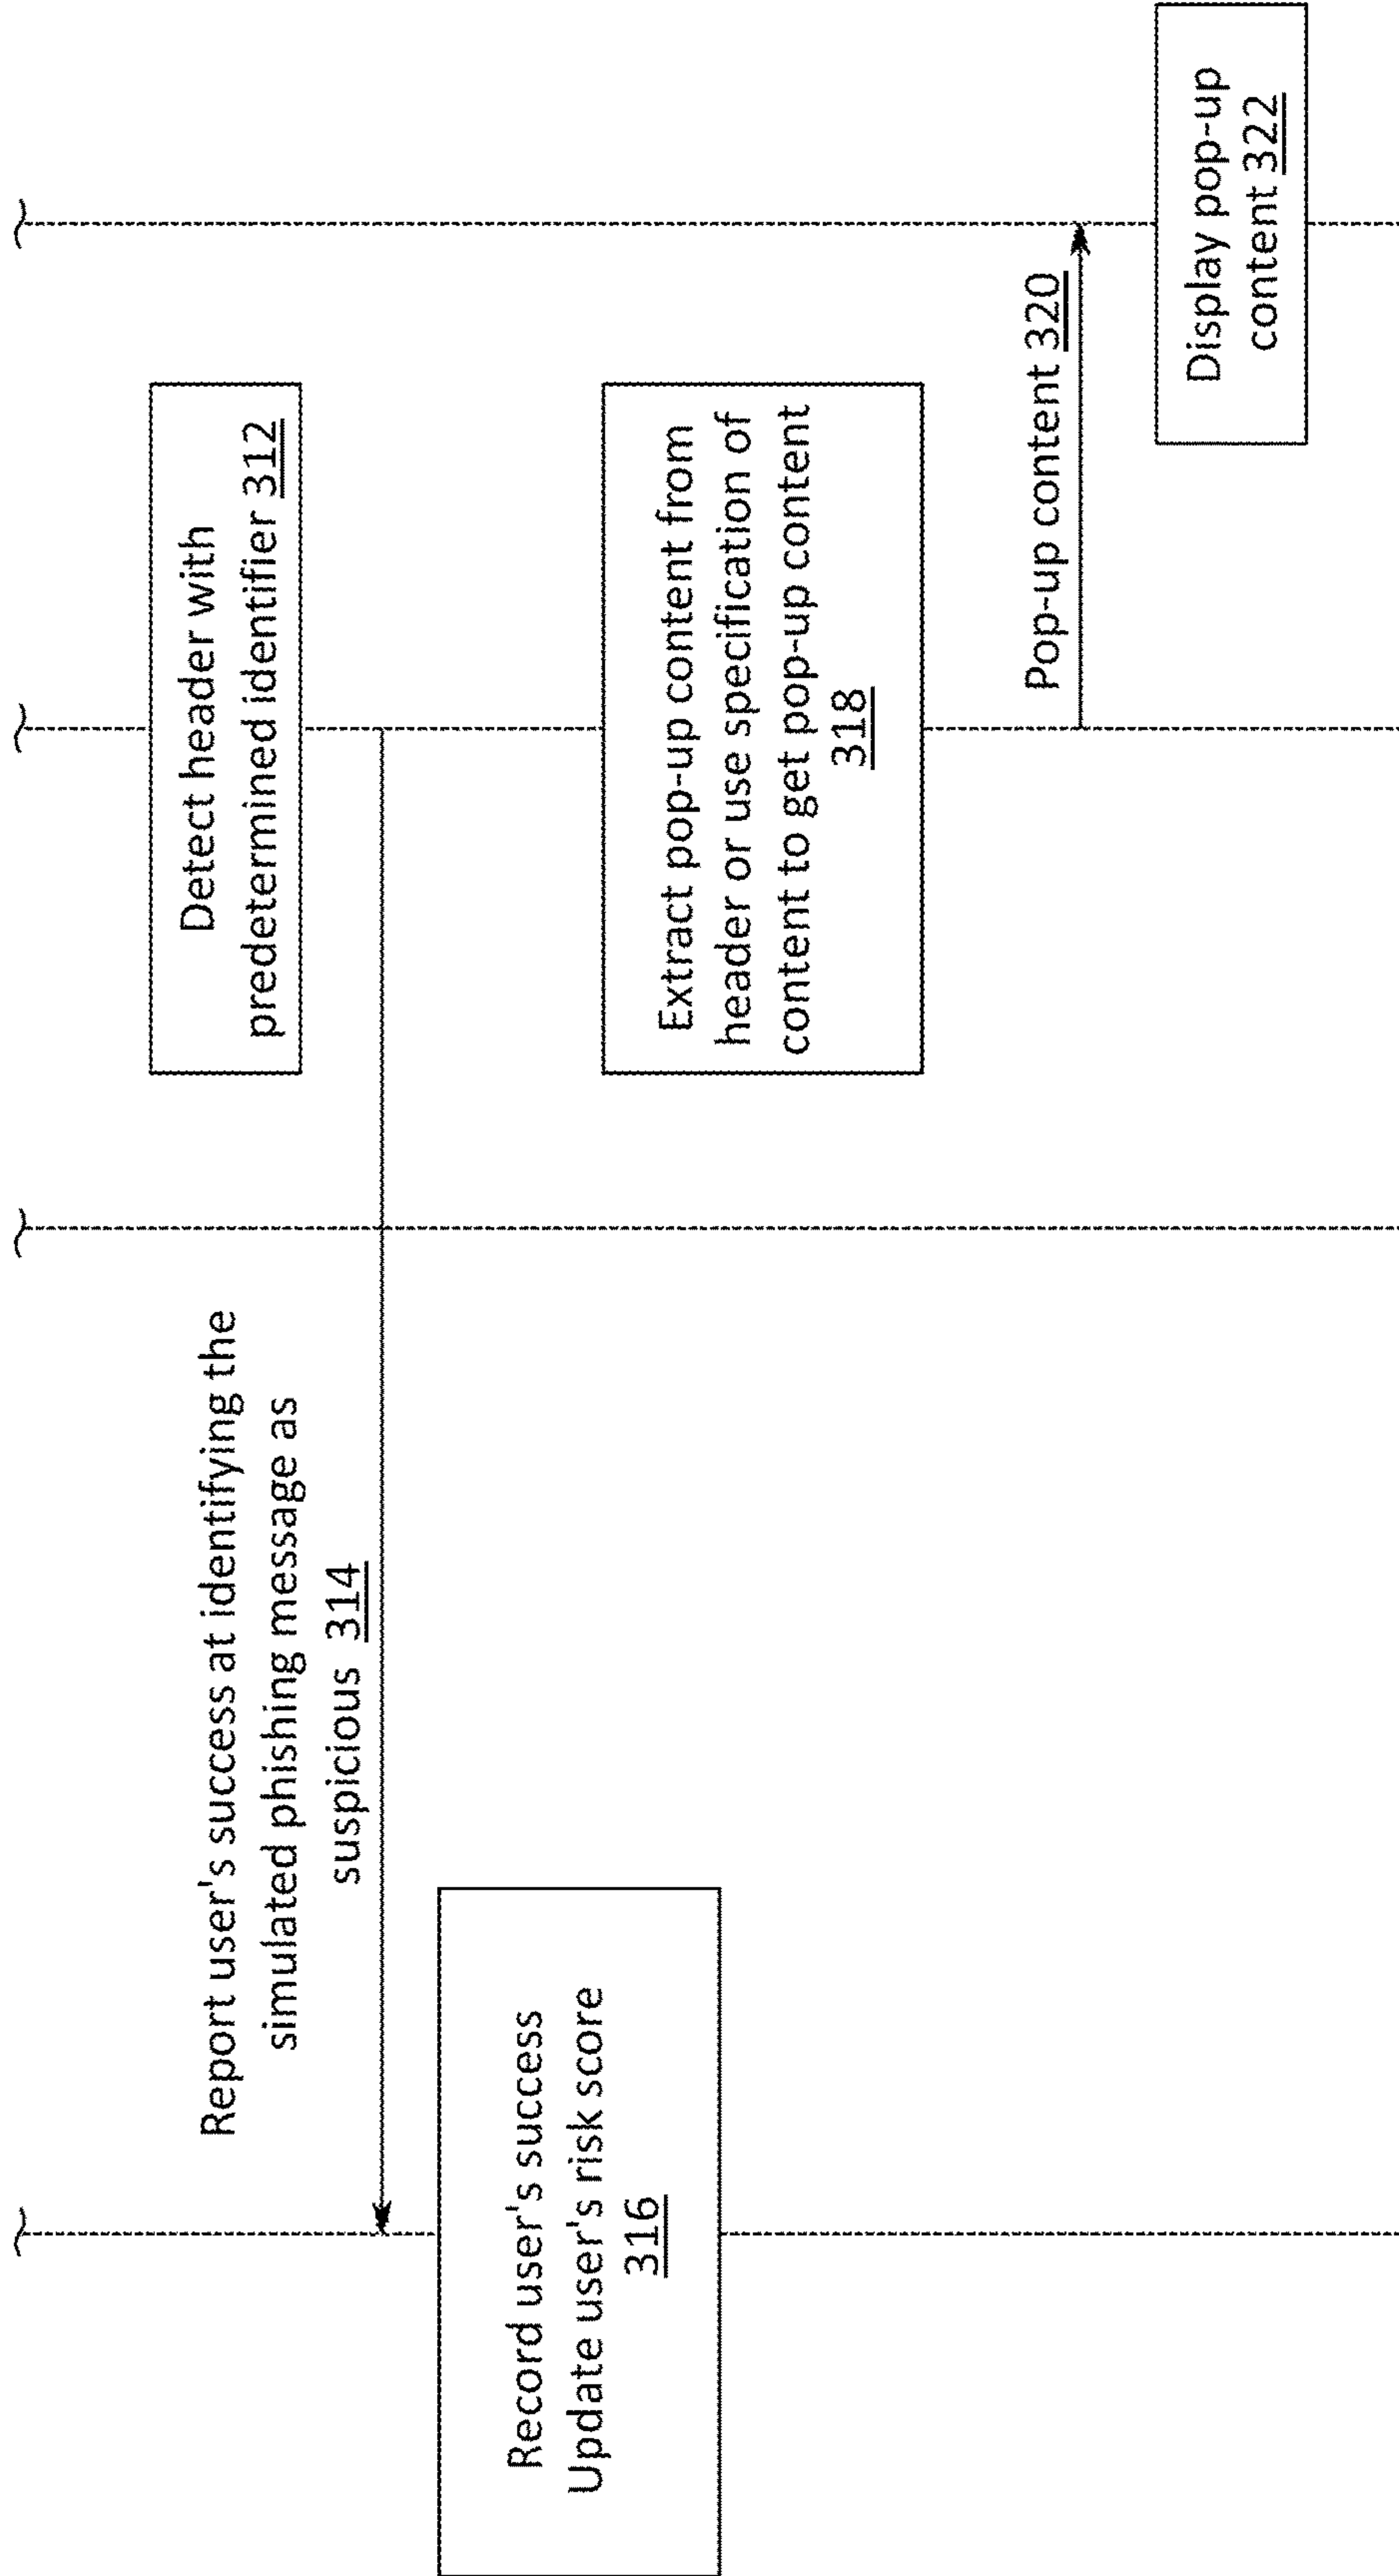 Detect header with
predetermined identifier 312
Report user's success at identifying the
simulated phishing message as
suspicious 314
Record user's success
Update user's risk score
316
Extract pop-up content from
header or use specification of
content to get pop-up content
318
Pop-up content 320
Display pop-up
content 322